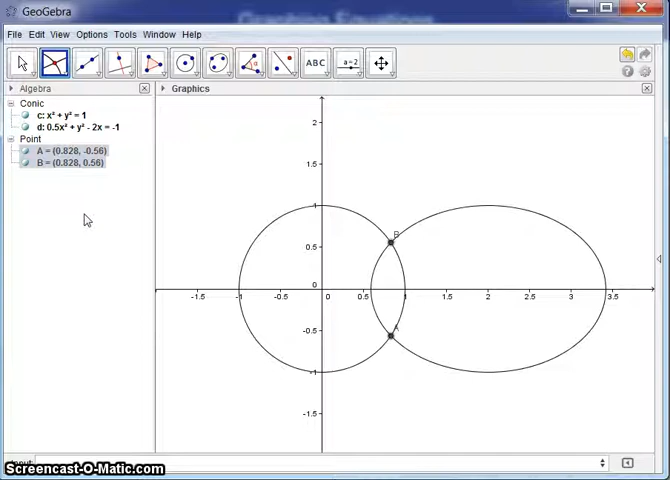 Graphics Equations
GeoGebra
File Edit View Options Tools Window Help
ABC
a=2
Algebra
Graphics
Conic
c: x² + y² = 1
d: 0.5x² + y² - 2x = -1
Point
A = (0.828, -0.56)
B = (0.828, 0.56)
2
1.5
1
0.5
0
-0.5
-1
-1.5
-1.5 -1 -0.5 0 0.5 1 1.5 2 2.5 3 3.5
B
A
Input:
Screencast-O-Matic.com